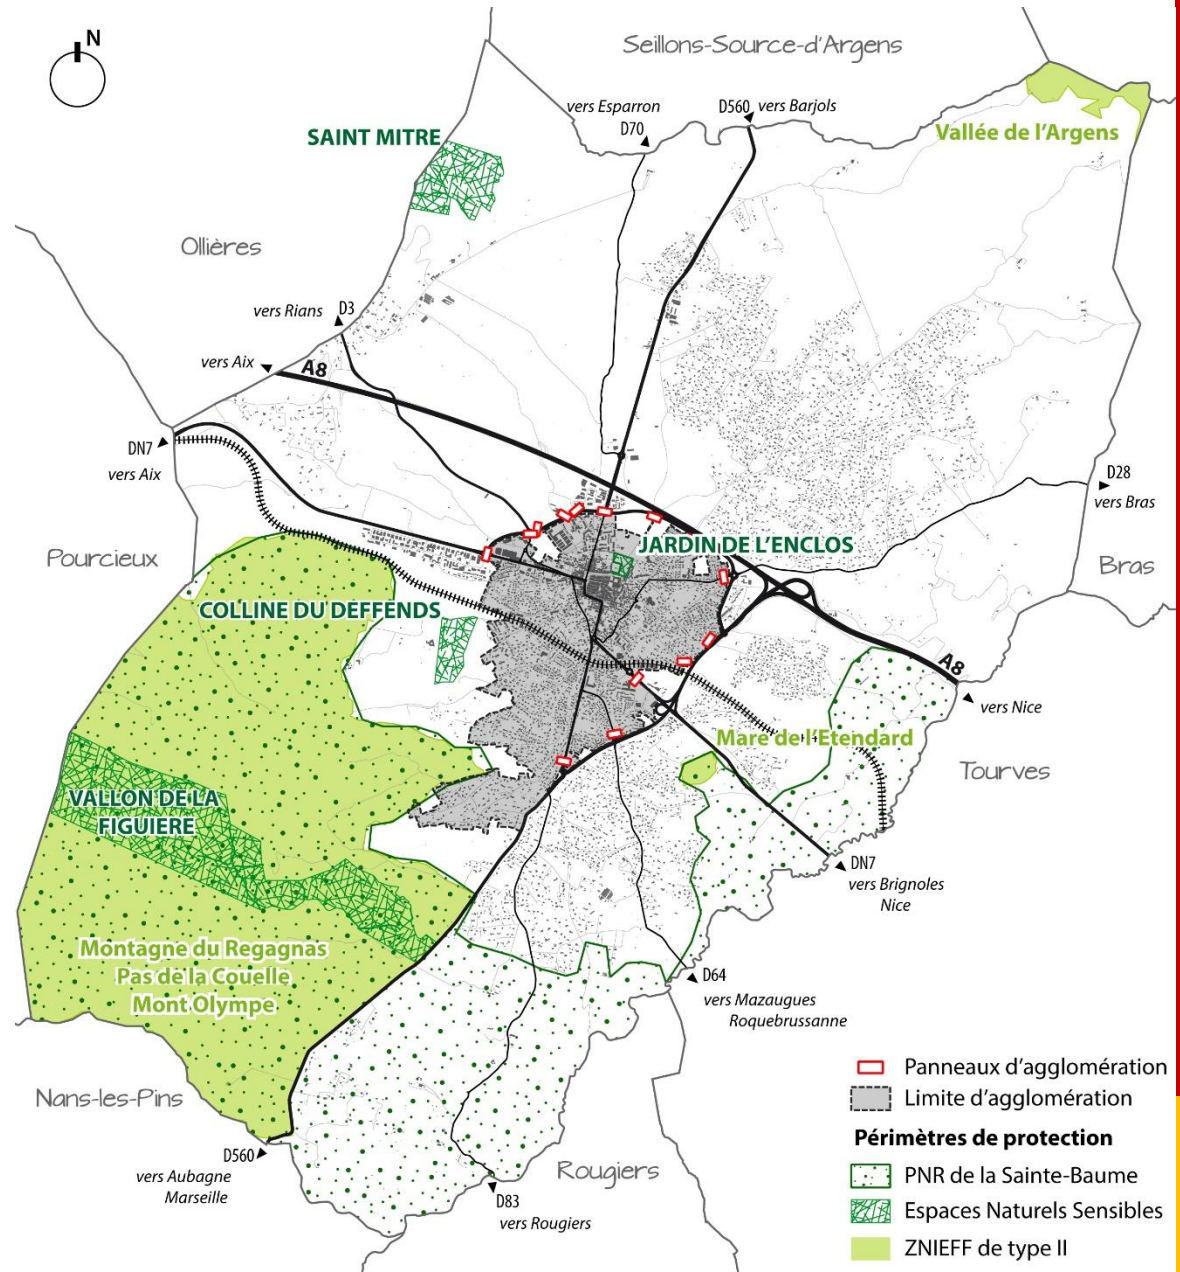 N
Seillons-Source-d'Argens
vers Esparron
D70
D560
vers Barjols
Vallée de l'Argens
SAINT MITRE
Ollières
vers Rians
D3
vers Aix
A8
DN7
vers Aix
D28
vers Bras
Pourcieux
JARDIN DE L'ENCLOS
Bras
COLLINE DU DEFFENDS
A8
vers Nice
Mare de l'Etendard
Tourves
VALLON DE LA
FIGUIERE
DN7
vers Brignoles
Nice
Montagne du Regagnas
Pas de la Couelle
Mont Olympe
D64
vers Mazaugues
Roquebrussanne
Nans-les-Pins
D560
vers Aubagne
Marseille
Rougiers
D83
vers Rougiers
Panneaux d'agglomération
Limite d'agglomération
Périmètres de protection
PNR de la Sainte-Baume
Espaces Naturels Sensibles
ZNIEFF de type II